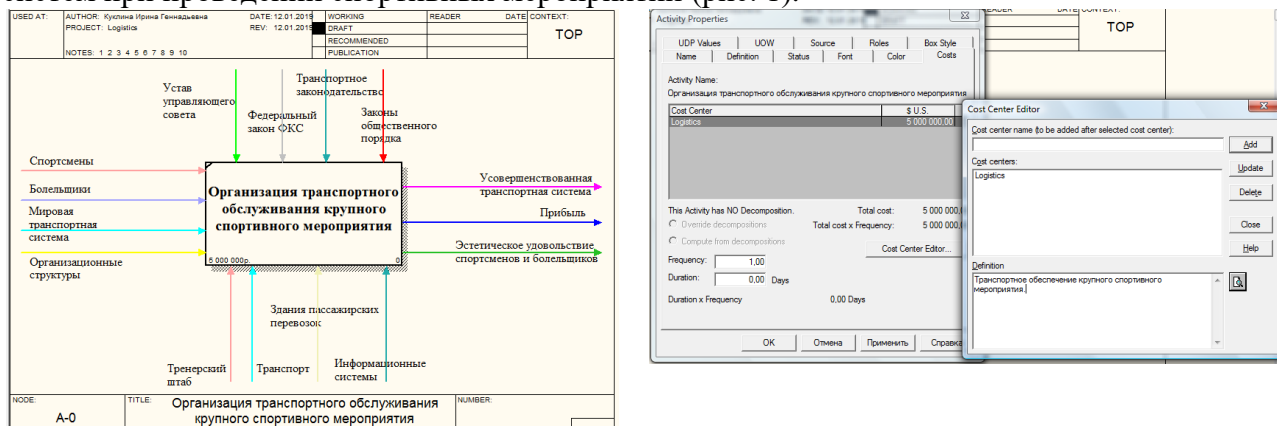 систем при проведении спортивных мероприятий (рис. 1).
USED AT: AUTHOR: Куклина Ирина Геннадьевна DATE: 12.01.2019 WORKING READER DATE CONTEXT:
PROJECT: Logistics REV: 12.01.2019 DRAFT
RECOMMENDED
NOTES: 1 2 3 4 5 6 7 8 9 10 PUBLICATION
TOP
Устав
управляющего
совета
Федеральный
закон ФКС
Транспортное
законодательство
Законы
общественного
порядка
Спортсмены
Болельщики
Мировая
транспортная
система
Организационные
структуры
Организация транспортного
обслуживания крупного
спортивного мероприятия
5 000 000р. 0
Усовершенствованная
транспортная система
Прибыль
Эстетическое удовольствие
спортсменов и болельщиков
Здания пассажирских
перевозок
Тренерский
штаб
Транспорт
Информационные
системы
NODE: TITLE: NUMBER:
A-0
Организация транспортного обслуживания
крупного спортивного мероприятия
Activity Properties
UDP Values UOW Source Roles Box Style
Name Definition Status Font Color Costs
Activity Name:
Организация транспортного обслуживания крупного спортивного мероприятия
Cost Center $ U.S.
Logistics 5 000 000,00
This Activity has NO Decomposition. Total cost: 5 000 000,
Override decompositions Total cost x Frequency: 5 000 000,
Compute from decompositions
Cost Center Editor...
Frequency: 1,00
Duration: 0,00 Days
Duration x Frequency 0,00 Days
OK Отмена Применить Справка
DATE CONTEXT:
TOP
Cost Center Editor
Cost center name (to be added after selected cost center):
Add
Cost centers:
Logistics
Update
Delete
Close
Help
Definition
Транспортное обеспечение крупного спортивного
мероприятия.